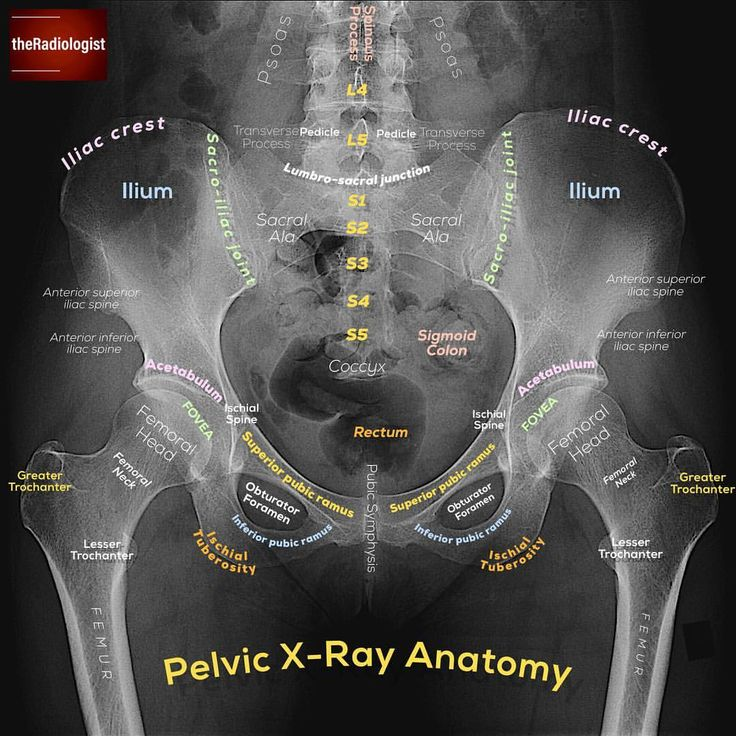 theRadiologist
Psoas
Spinous
Process
Psoas
L4
Iliac crest
Transverse
Process
Pedicle
L5
Pedicle
Transverse
Process
Iliac crest
Sacro-iliac joint
Lumbro-sacral junction
Sacro-iliac joint
Ilium
S1
Ilium
Sacral
Ala
S2
Sacral
Ala
S3
Anterior superior
iliac spine
S4
Anterior superior
iliac spine
Anterior inferior
iliac spine
S5
Sigmoid
Colon
Anterior inferior
iliac spine
Acetabulum
Coccyx
Acetabulum
Femoral
Head
FOVEA
Ischial
Spine
Rectum
Ischial
Spine
FOVEA
Femoral
Head
Greater
Trochanter
Femoral
Neck
Superior pubic ramus
Superior pubic ramus
Femoral
Neck
Greater
Trochanter
Obturator
Foramen
Pubic Symphysis
Obturator
Foramen
Inferior pubic ramus
Inferior pubic ramus
Lesser
Trochanter
Ischial
Tuberosity
Ischial
Tuberosity
Lesser
Trochanter
FEMUR
FEMUR
Pelvic X-Ray Anatomy